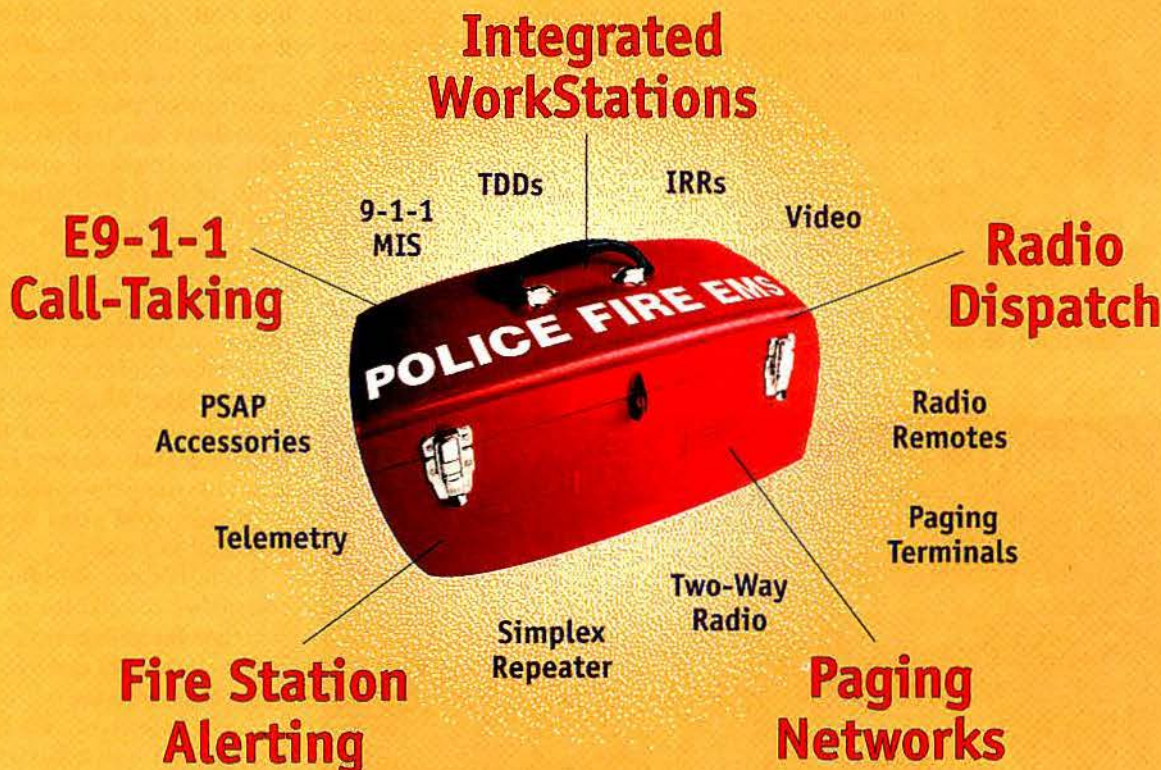 Integrated
WorkStations
TDDs
IRRs
9-1-1
MIS
Video
E9-1-1
Call-Taking
Radio
Dispatch
POLICE FIRE EMS
PSAP
Accessories
Radio
Remotes
Telemetry
Paging
Terminals
Two-Way
Radio
Simplex
Repeater
Fire Station
Alerting
Paging
Networks